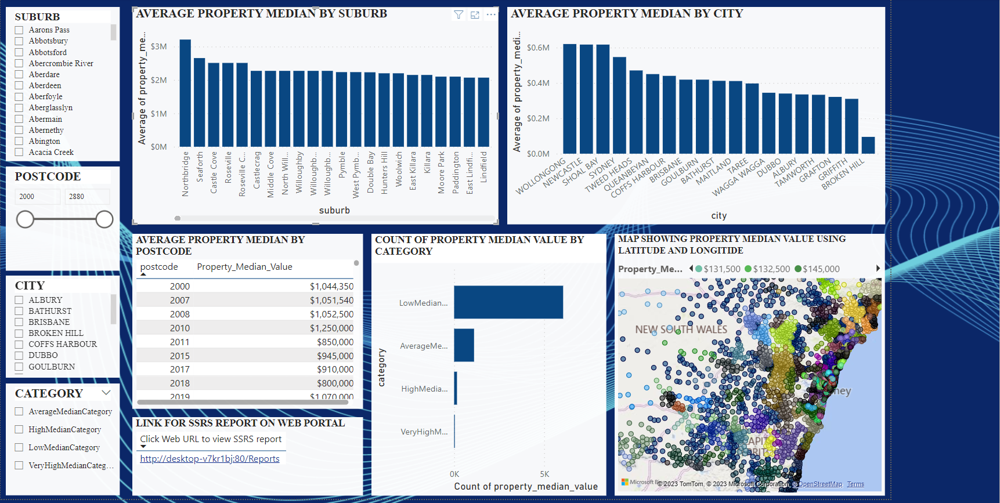 SUBURB
Aarons Pass
Abbotsbury
Abbotsford
Abercrombie River
Aberdare
Aberdeen
Aberfoyle
Aberglasslyn
Abermain
Abernethy
Abington
Acacia Creek
POSTCODE
2000 2880
CITY
ALBURY
BATHURST
BRISBANE
BROKEN HILL
COFFS HARBOUR
DUBBO
GOULBURN
CATEGORY
AverageMedianCategory
HighMedianCategory
LowMedianCategory
VeryHighMedianCateg...
AVERAGE PROPERTY MEDIAN BY SUBURB
Average of property_me...
$3M
$2M
$1M
$0M
Northbridge
Seaforth
Castle Cove
Roseville
Roseville C...
Castlecrag
Middle Cove
North Will...
Willoughby
Willoughb...
Willoughb...
Pymble
West Pymb...
Double Bay
Hunters Hill
Woolwich
East Killara
Killara
Moore Park
Paddington
East Lindfi...
Lindfield
suburb
AVERAGE PROPERTY MEDIAN BY CITY
Average of property_medi...
$0.6M
$0.4M
$0.2M
$0.0M
WOLLONGONG
NEWCASTLE
SHOAL BAY
SYDNEY
TWEED HEADS
QUEANBEYAN
COFFS HARBOUR
BRISBANE
GOULBURN
BATHURST
MAITLAND
TAREE
WAGGA WAGGA
DUBBO
ALBURY
TAMWORTH
GRAFTON
GRIFFITH
BROKEN HILL
city
AVERAGE PROPERTY MEDIAN BY
POSTCODE
postcode Property_Median_Value
2000 $1,044,350
2007 $1,051,540
2008 $1,052,500
2010 $1,250,000
2011 $850,000
2015 $945,000
2017 $910,000
2018 $800,000
2019 $1,070,000
LINK FOR SSRS REPORT ON WEB PORTAL
Click Web URL to view SSRS report
http://desktop-v7kr1bj:80/Reports
COUNT OF PROPERTY MEDIAN VALUE BY
CATEGORY
category
LowMedian...
AverageMe...
HighMedia...
VeryHighM...
0K 5K
Count of property_median_value
MAP SHOWING PROPERTY MEDIAN VALUE USING
LATITUDE AND LONGITIDE
Property_Me... $131,500 $132,500 $145,000
NEW SOUTH WALES
© 2023 TomTom, © 2023 Microsoft Corporation, © OpenStreetMap Terms